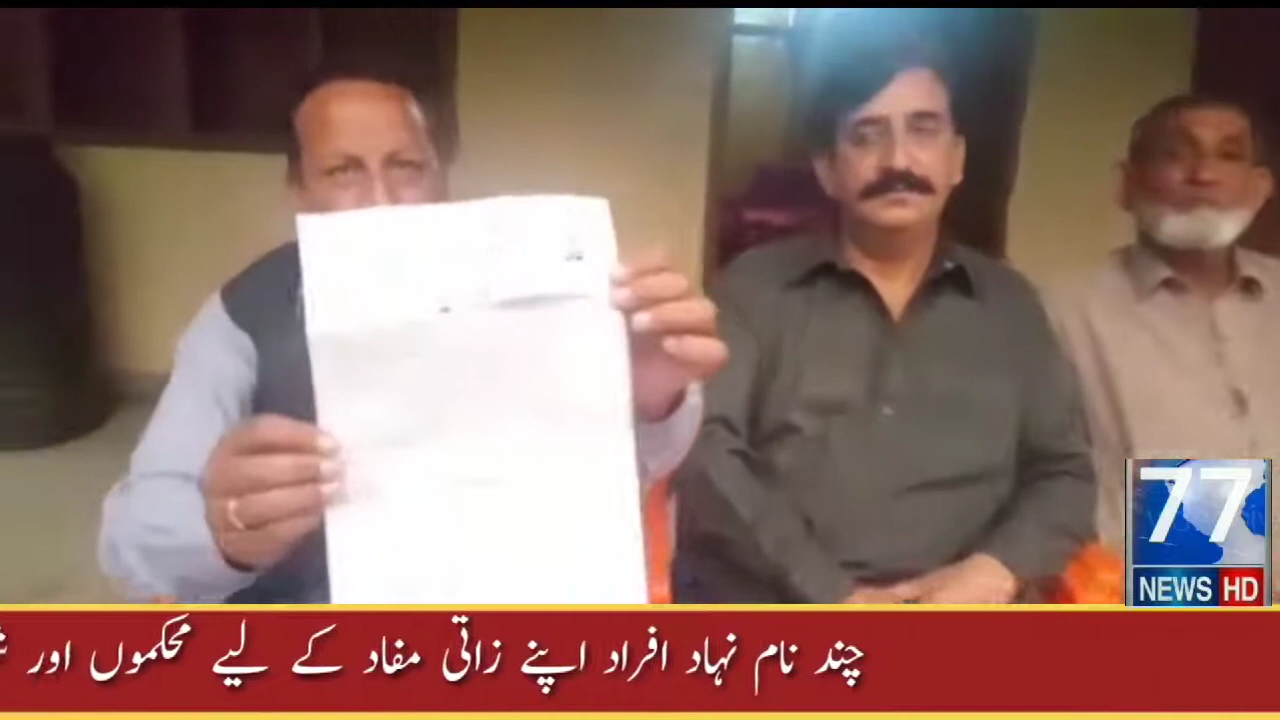 77
NEWS HD
چند نام نہاد افراد اپنے زاتی مفاد کے لیے محکموں اور